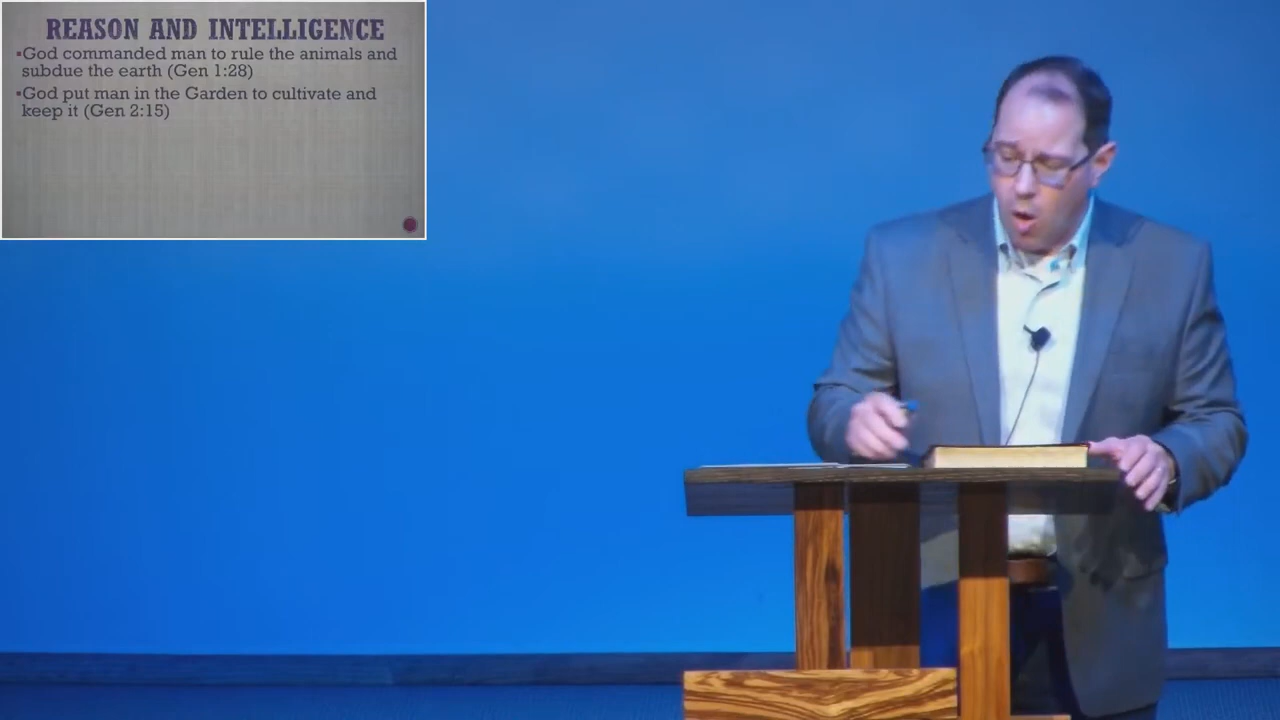 REASON AND INTELLIGENCE
▪God commanded man to rule the animals and
subdue the earth (Gen 1:28)
▪God put man in the Garden to cultivate and
keep it (Gen 2:15)